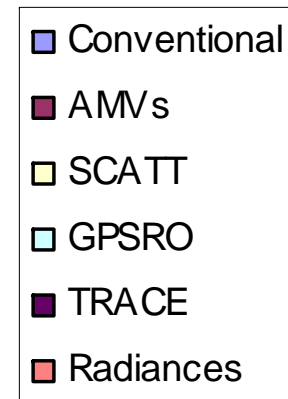 Conventional
AMVs
SCATT
GPSRO
TRACE
Radiances